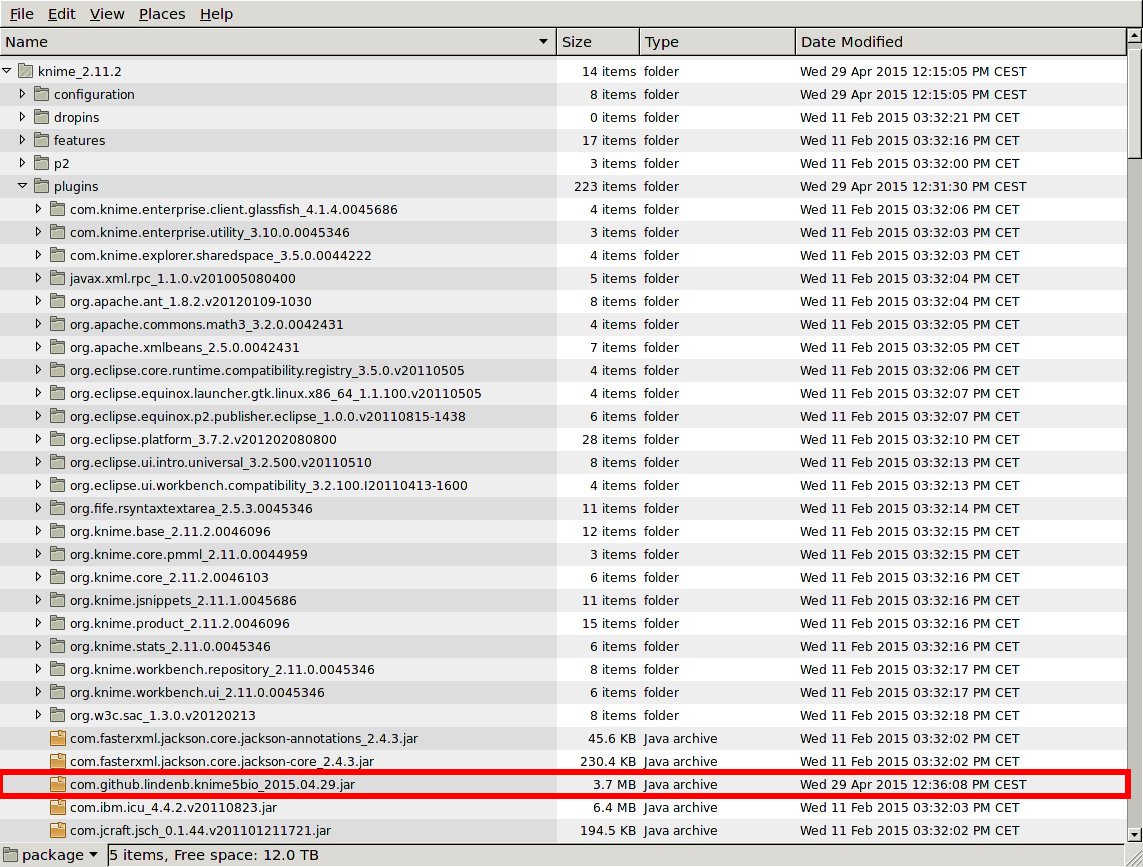 File Edit View Places Help
Name Size Type Date Modified
knime_2.11.2 14 items folder Wed 29 Apr 2015 12:15:05 PM CEST
configuration 8 items folder Wed 29 Apr 2015 12:15:05 PM CEST
dropins 0 items folder Wed 11 Feb 2015 03:32:21 PM CET
features 17 items folder Wed 11 Feb 2015 03:32:16 PM CET
p2 3 items folder Wed 11 Feb 2015 03:32:00 PM CET
plugins 223 items folder Wed 29 Apr 2015 12:31:30 PM CEST
com.knime.enterprise.client.glassfish_4.1.4.0045686 4 items folder Wed 11 Feb 2015 03:32:06 PM CET
com.knime.enterprise.utility_3.10.0.0045346 3 items folder Wed 11 Feb 2015 03:32:03 PM CET
com.knime.explorer.sharedspace_3.5.0.0044222 4 items folder Wed 11 Feb 2015 03:32:03 PM CET
javax.xml.rpc_1.1.0.v201005080400 5 items folder Wed 11 Feb 2015 03:32:04 PM CET
org.apache.ant_1.8.2.v20120109-1030 8 items folder Wed 11 Feb 2015 03:32:04 PM CET
org.apache.commons.math3_3.2.0.0042431 4 items folder Wed 11 Feb 2015 03:32:05 PM CET
org.apache.xmlbeans_2.5.0.0042431 7 items folder Wed 11 Feb 2015 03:32:05 PM CET
org.eclipse.core.runtime.compatibility.registry_3.5.0.v20110505 4 items folder Wed 11 Feb 2015 03:32:06 PM CET
org.eclipse.equinox.launcher.gtk.linux.x86_64_1.1.100.v20110505 4 items folder Wed 11 Feb 2015 03:32:07 PM CET
org.eclipse.equinox.p2.publisher.eclipse_1.0.0.v20110815-1438 6 items folder Wed 11 Feb 2015 03:32:07 PM CET
org.eclipse.platform_3.7.2.v201202080800 28 items folder Wed 11 Feb 2015 03:32:10 PM CET
org.eclipse.ui.intro.universal_3.2.500.v20110510 8 items folder Wed 11 Feb 2015 03:32:13 PM CET
org.eclipse.ui.workbench.compatibility_3.2.100.I20110413-1600 4 items folder Wed 11 Feb 2015 03:32:13 PM CET
org.fife.rsyntaxtextarea_2.5.3.0045346 11 items folder Wed 11 Feb 2015 03:32:14 PM CET
org.knime.base_2.11.2.0046096 12 items folder Wed 11 Feb 2015 03:32:15 PM CET
org.knime.core.pmml_2.11.0.0044959 3 items folder Wed 11 Feb 2015 03:32:15 PM CET
org.knime.core_2.11.2.0046103 6 items folder Wed 11 Feb 2015 03:32:16 PM CET
org.knime.jsnippets_2.11.1.0045686 11 items folder Wed 11 Feb 2015 03:32:16 PM CET
org.knime.product_2.11.2.0046096 15 items folder Wed 11 Feb 2015 03:32:16 PM CET
org.knime.stats_2.11.0.0045346 6 items folder Wed 11 Feb 2015 03:32:16 PM CET
org.knime.workbench.repository_2.11.0.0045346 8 items folder Wed 11 Feb 2015 03:32:17 PM CET
org.knime.workbench.ui_2.11.0.0045346 6 items folder Wed 11 Feb 2015 03:32:17 PM CET
org.w3c.sac_1.3.0.v20120213 8 items folder Wed 11 Feb 2015 03:32:18 PM CET
com.fasterxml.jackson.core.jackson-annotations_2.4.3.jar 45.6 KB Java archive Wed 11 Feb 2015 03:32:02 PM CET
com.fasterxml.jackson.core.jackson-core_2.4.3.jar 230.4 KB Java archive Wed 11 Feb 2015 03:32:02 PM CET
com.github.lindenb.knime5bio_2015.04.29.jar 3.7 MB Java archive Wed 29 Apr 2015 12:36:08 PM CEST
com.ibm.icu_4.4.2.v20110823.jar 6.4 MB Java archive Wed 11 Feb 2015 03:32:03 PM CET
com.jcraft.jsch_0.1.44.v201101211721.jar 194.5 KB Java archive Wed 11 Feb 2015 03:32:02 PM CET
package 5 items, Free space: 12.0 TB